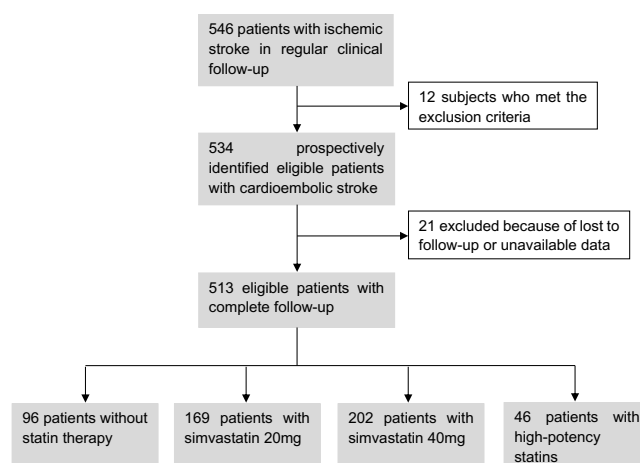 546 patients with ischemic
stroke in regular clinical
follow-up
12 subjects who met the
exclusion criteria
534 prospectively
identified eligible patients
with cardioembolic stroke
21 excluded because of lost to
follow-up or unavailable data
513 eligible patients with
complete follow-up
96 patients without
statin therapy
169 patients with
simvastatin 20mg
202 patients with
simvastatin 40mg
46 patients with
high-potency
statins